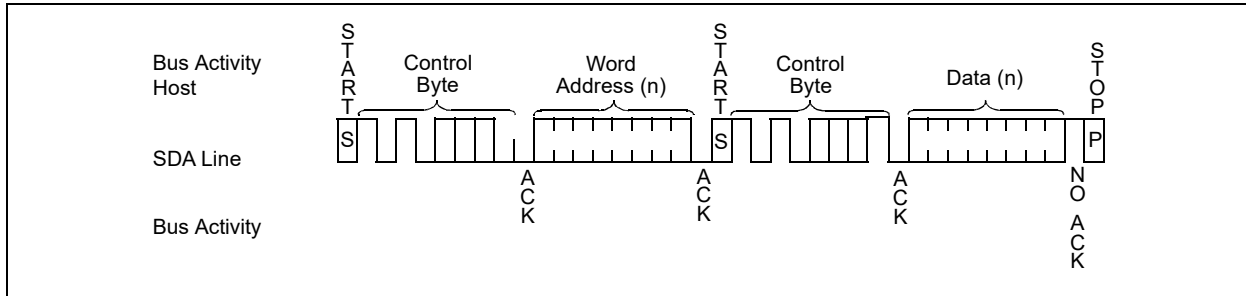 Bus Activity
Host
START
Control
Byte
Word
Address (n)
START
Control
Byte
Data (n)
STOP
SDA Line
S
S
P
ACK
ACK
ACK
NO ACK
Bus Activity